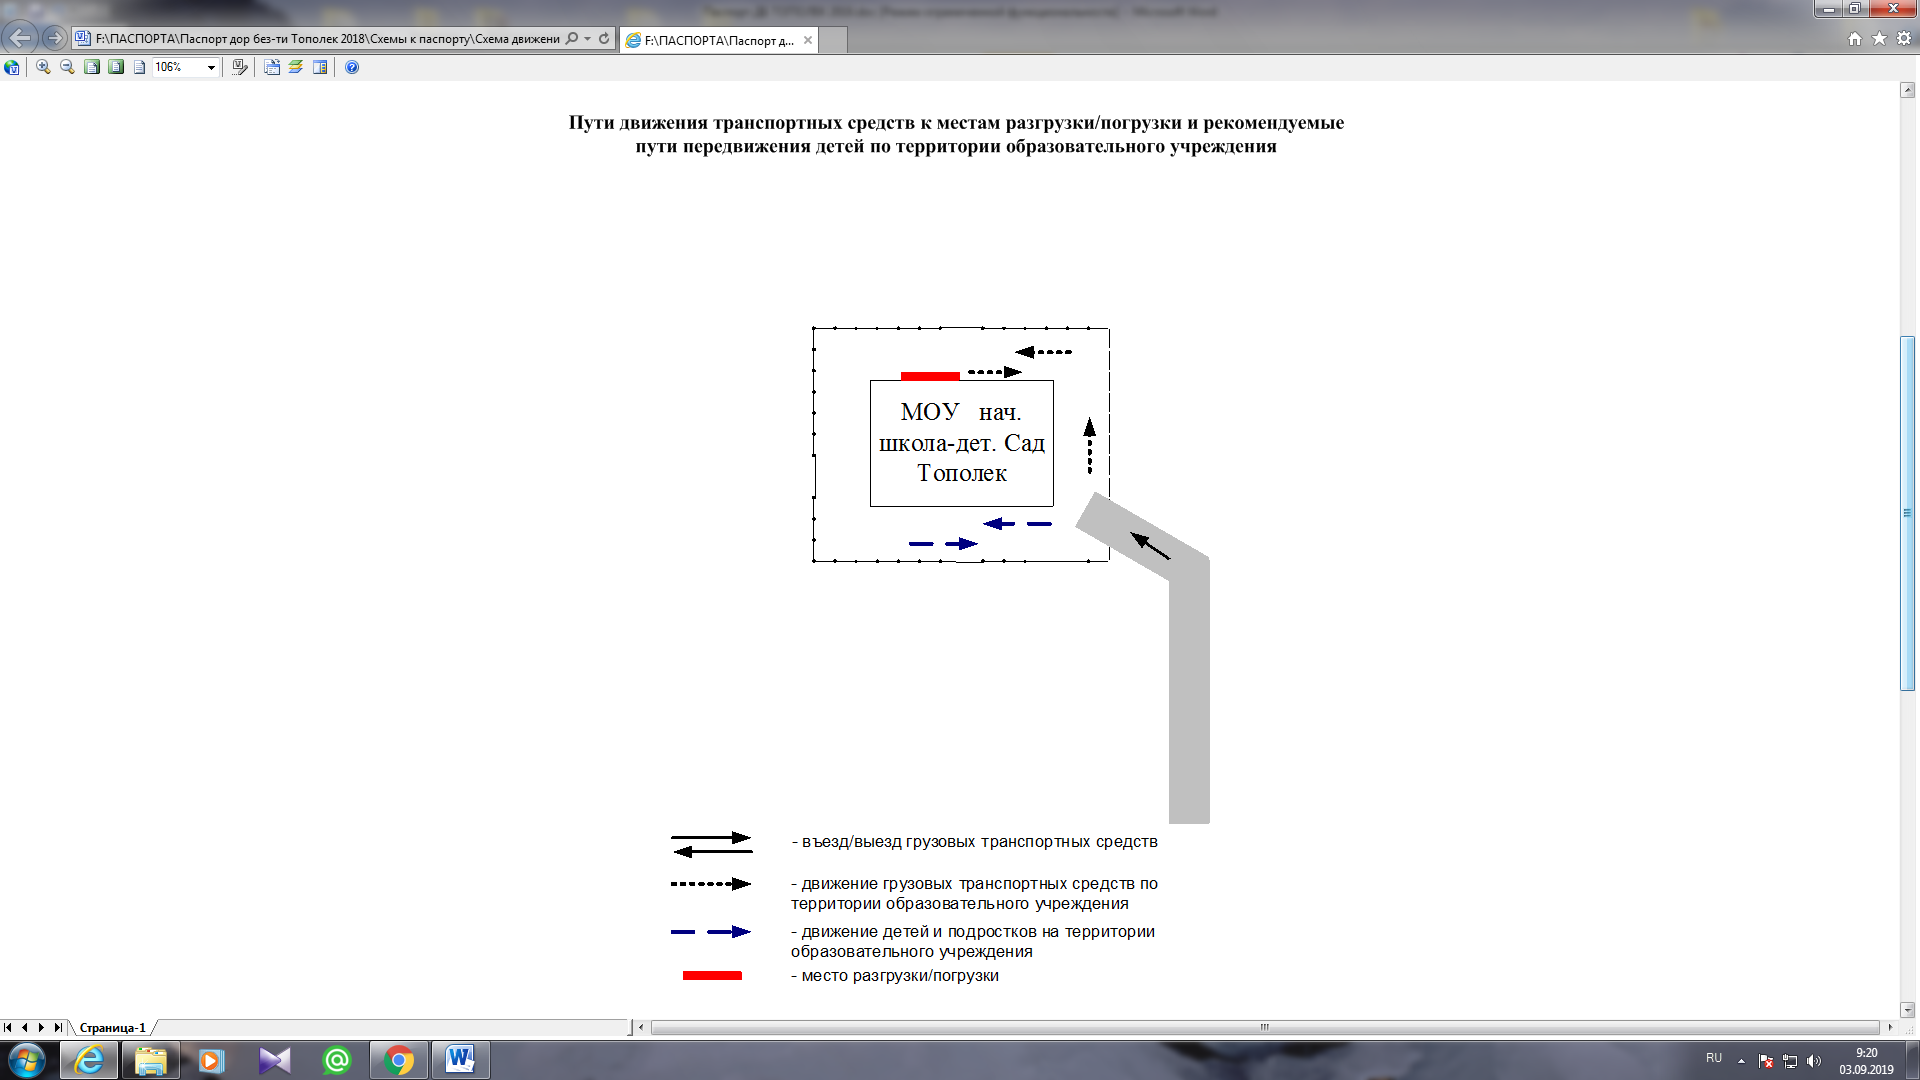 F:\ПАСПОРТА\Паспорт дор без-ти Тополек 2018\Схемы к паспорту\Схема движени
F:\ПАСПОРТА\Паспорт д...
106%
Пути движения транспортных средств к местам разгрузки/погрузки и рекомендуемые
пути передвижения детей по территории образовательного учреждения
МОУ нач.
школа-дет. Сад
Тополек
- въезд/выезд грузовых транспортных средств
- движение грузовых транспортных средств по
территории образовательного учреждения
- движение детей и подростков на территории
образовательного учреждения
- место разгрузки/погрузки
Страница-1
RU
9:20
03.09.2019